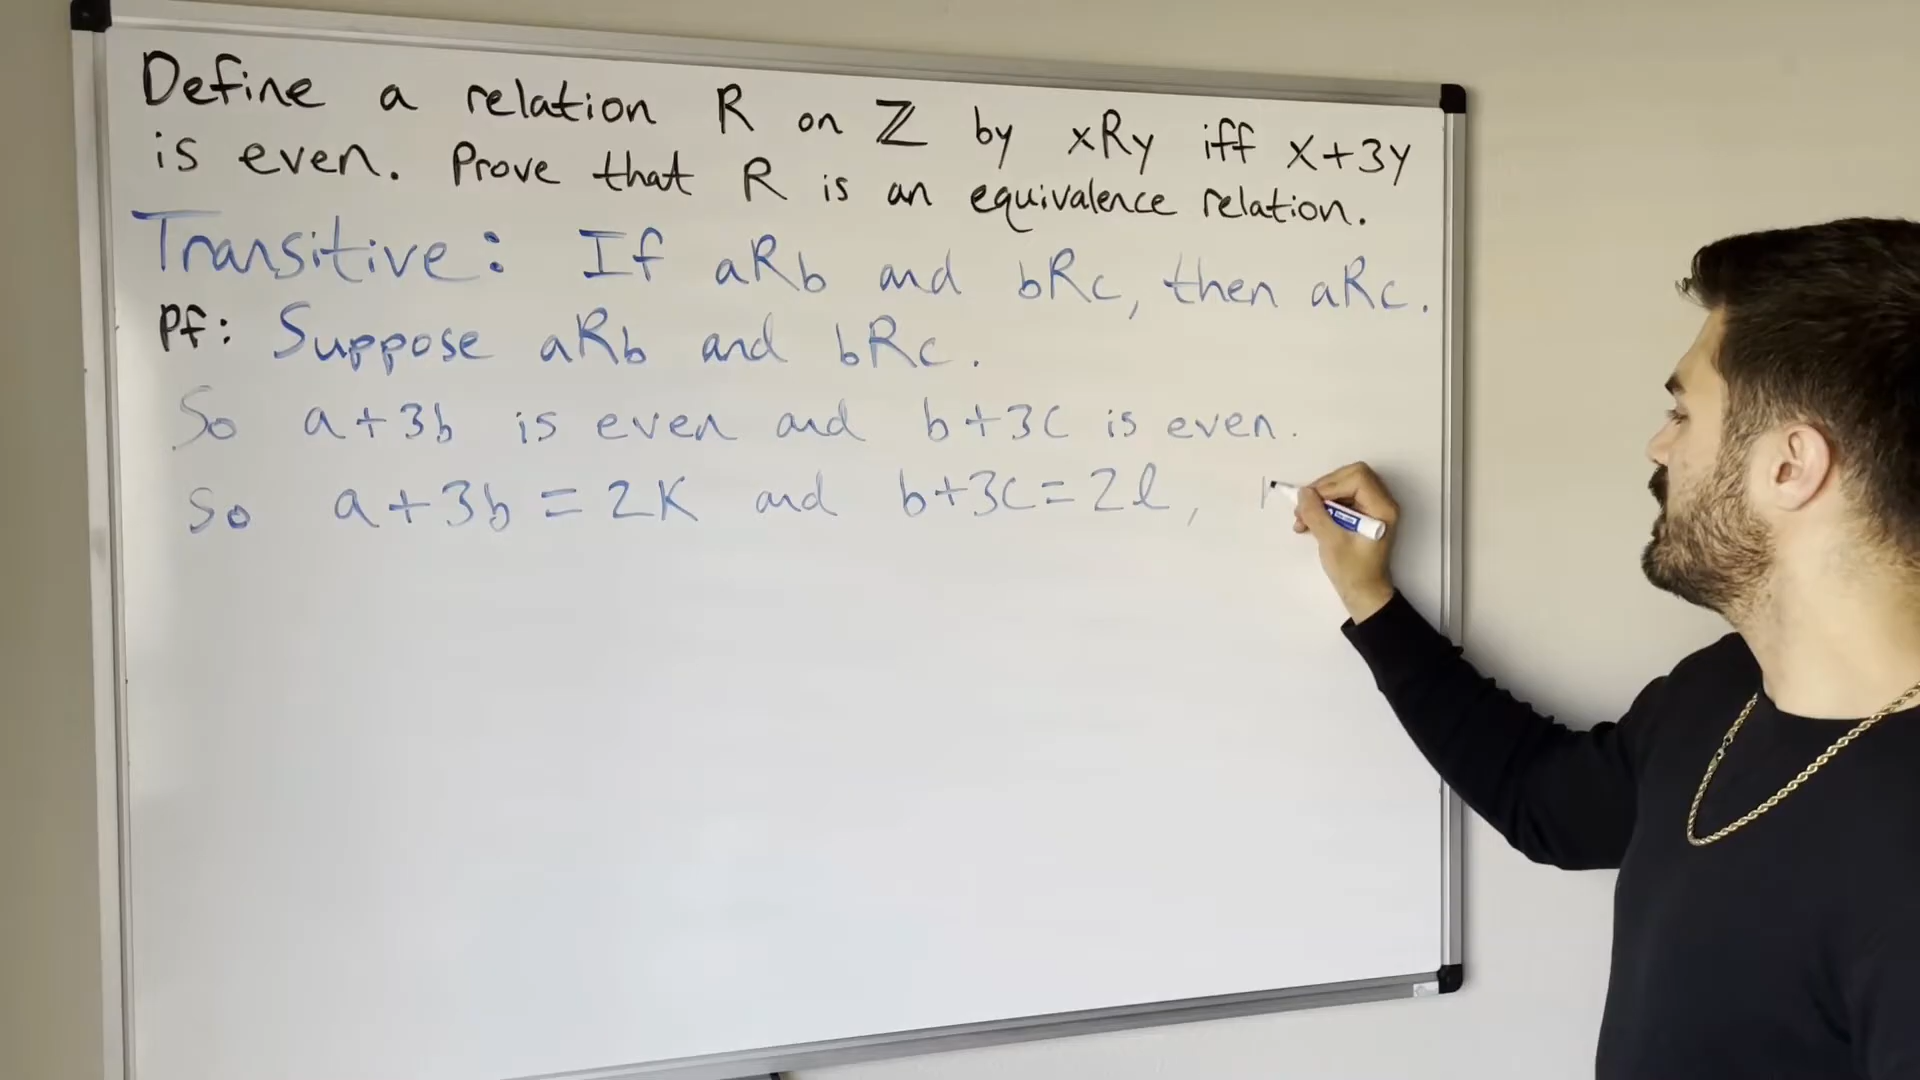 Define a relation R on ℤ by xRy iff x+3y
is even. Prove that R is an equivalence relation.
Transitive: If aRb and bRc, then aRc.
Pf: Suppose aRb and bRc.
So a+3b is even and b+3c is even.
So a+3b=2K and b+3c=2l,